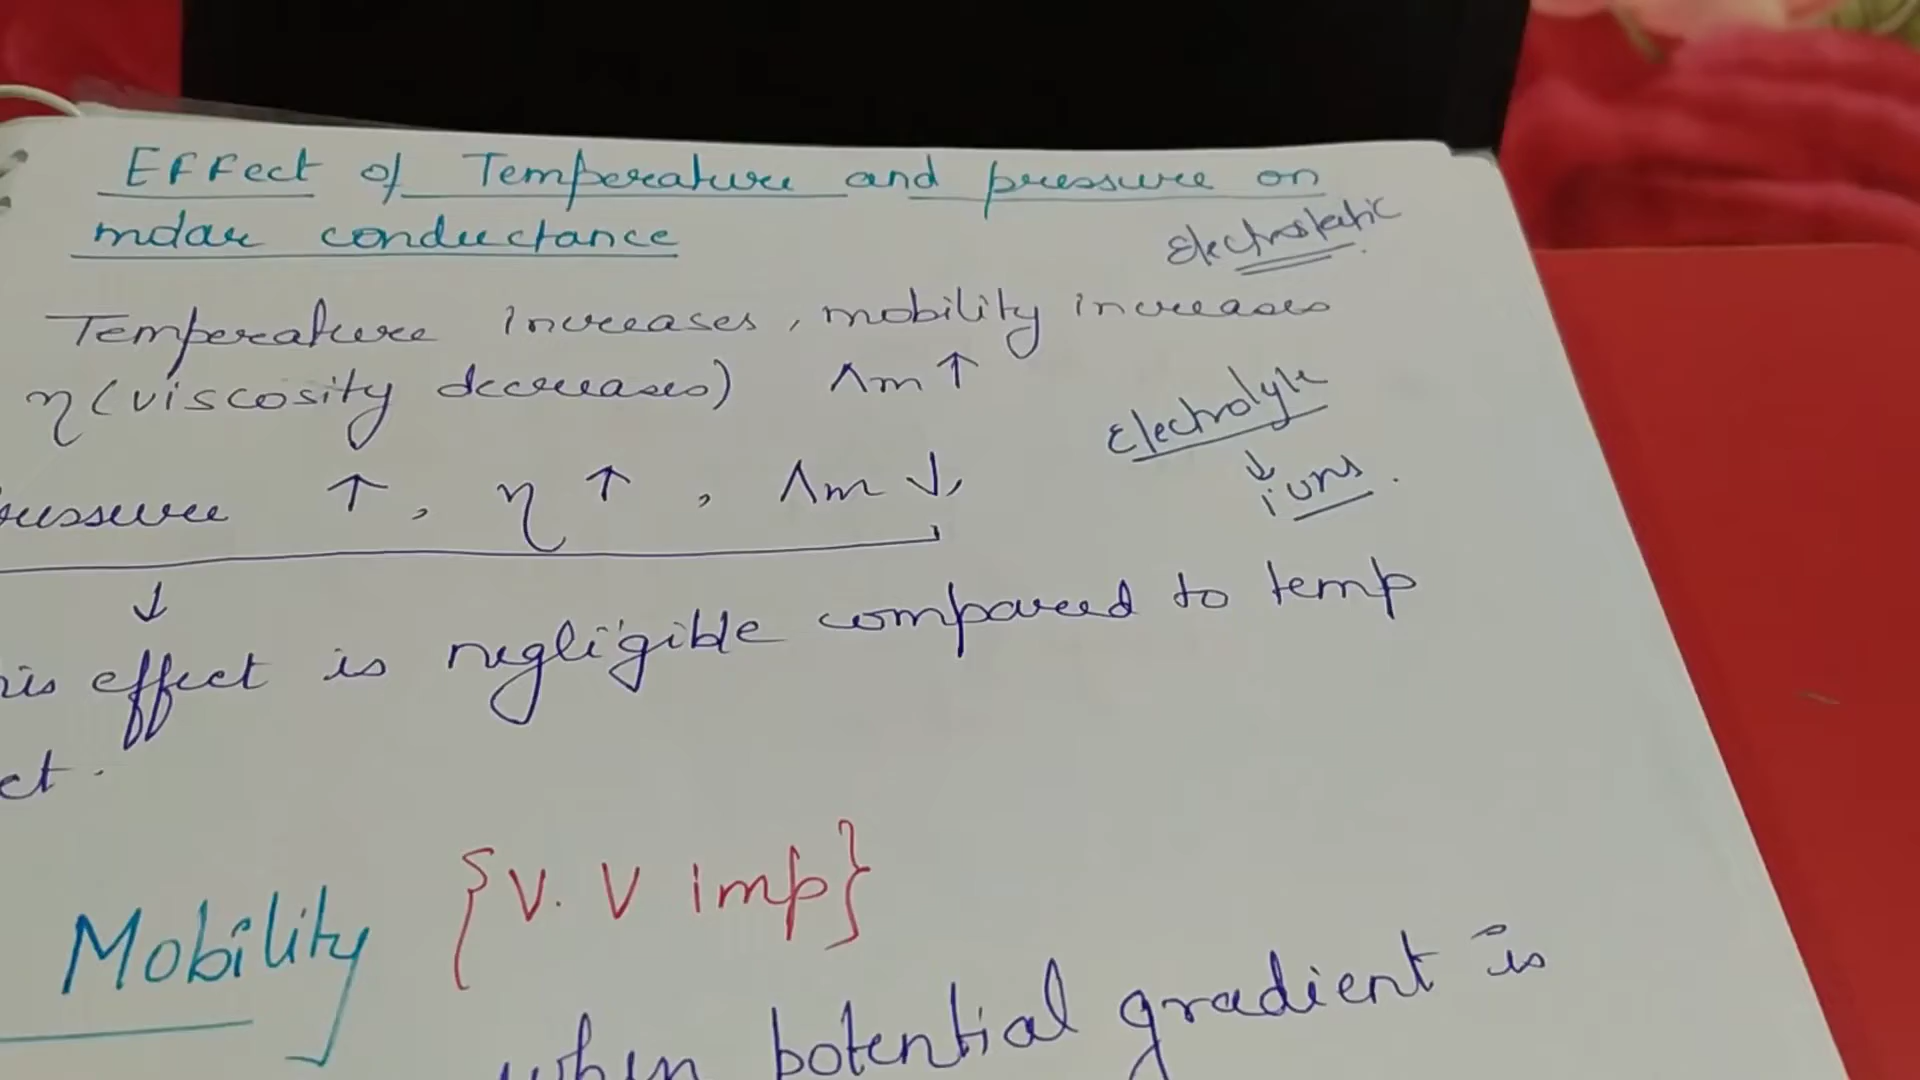 Effect of Temperature and pressure on
molar conductance
Electrostatic
Temperature increases, mobility increases
η (viscosity decreases) Λm ↑
Electrolyte
↓
ions.
ressure ↑, η ↑, Λm ↓,
↓
is effect is negligible compared to temp
ct.
Mobility {V. V imp}
when potential gradient is